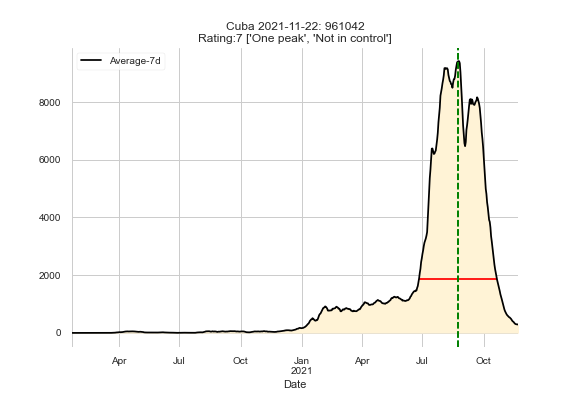 Cuba 2021-11-22: 961042
Rating:7 ['One peak', 'Not in control']
Average-7d
8000
6000
4000
2000
0
Apr Jul Oct Jan Apr Jul Oct
2021
Date